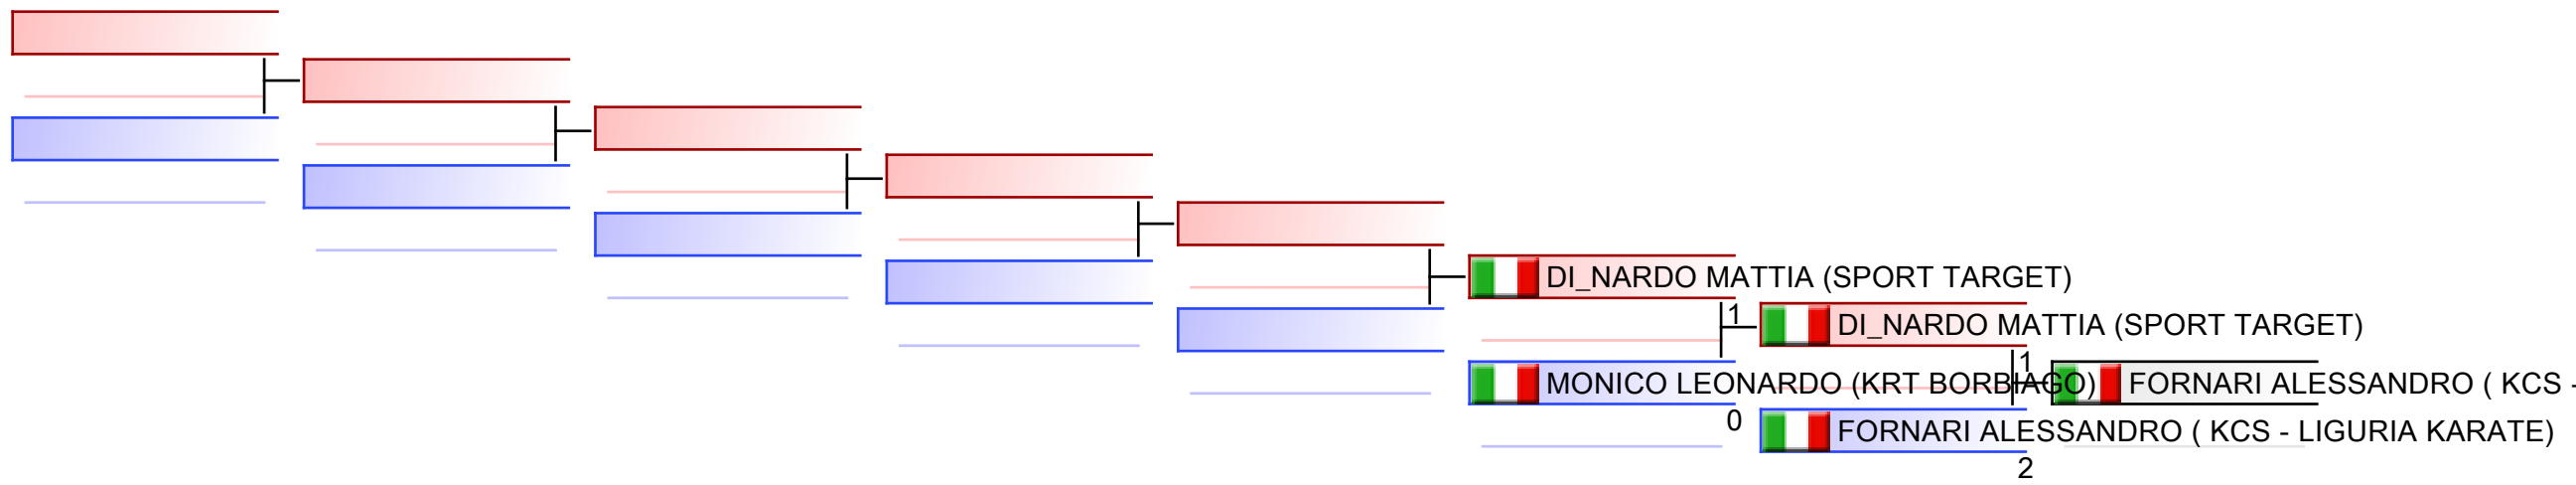 DI_NARDO MATTIA (SPORT TARGET)
1
DI_NARDO MATTIA (SPORT TARGET)
1
MONICO LEONARDO (KRT BORBIAGO)
FORNARI ALESSANDRO ( KCS -
0
FORNARI ALESSANDRO ( KCS - LIGURIA KARATE)
2